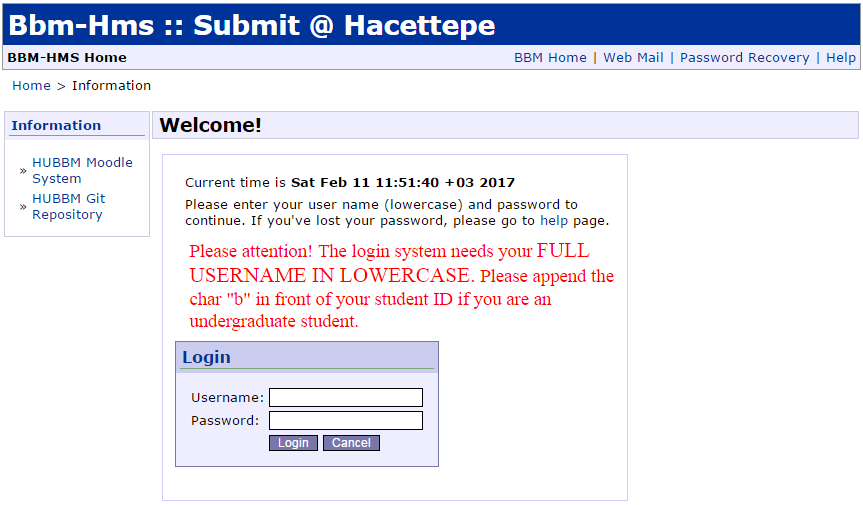 Bbm-Hms :: Submit @ Hacettepe
BBM-HMS Home
BBM Home | Web Mail | Password Recovery | Help
Home > Information
Information
» HUBBM Moodle
System
» HUBBM Git
Repository
Welcome!
Current time is Sat Feb 11 11:51:40 +03 2017
Please enter your user name (lowercase) and password to
continue. If you've lost your password, please go to help page.
Please attention! The login system needs your FULL
USERNAME IN LOWERCASE. Please append the
char "b" in front of your student ID if you are an
undergraduate student.
Login
Username:
Password:
Login Cancel